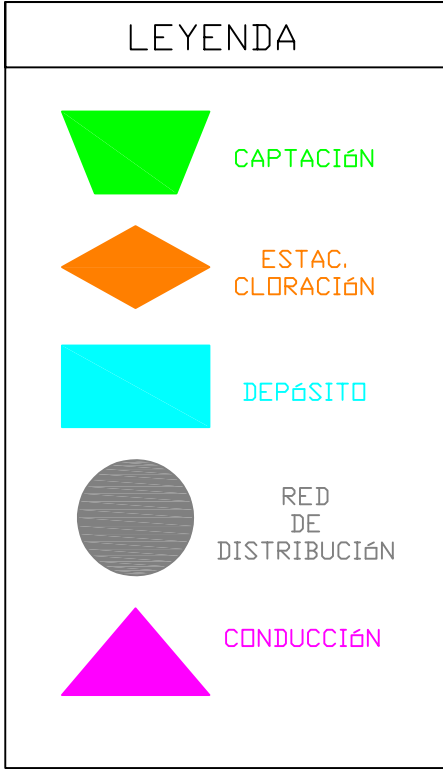 LEYENDA
CAPTACIóN
ESTAC.
CLORACIóN
DEPóSITO
RED
DE
DISTRIBUCIóN
CONDUCCIóN